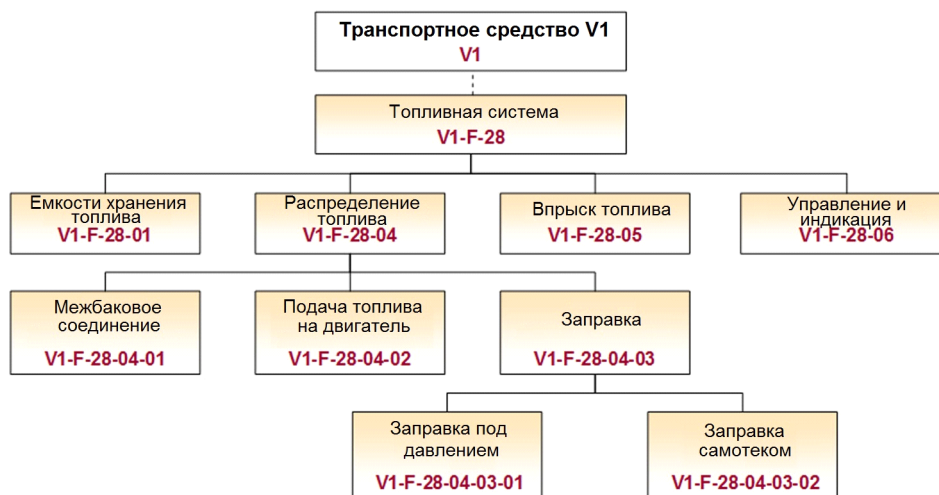 Транспортное средство V1
V1
Топливная система
V1-F-28
Емкости хранения
топлива
V1-F-28-01
Распределение
топлива
V1-F-28-04
Впрыск топлива
V1-F-28-05
Управление и
индикация
V1-F-28-06
Межбаковое
соединение
V1-F-28-04-01
Подача топлива
на двигатель
V1-F-28-04-02
Заправка
V1-F-28-04-03
Заправка под
давлением
V1-F-28-04-03-01
Заправка
самотеком
V1-F-28-04-03-02